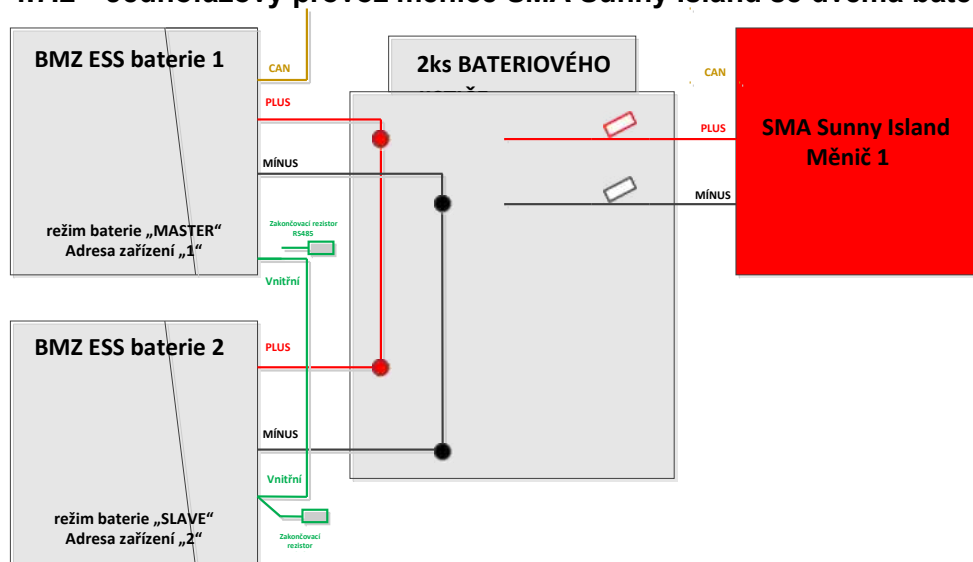 Jednofázový provoz měniče SMA Sunny Island se dvěma
BMZ ESS baterie 1
CAN
PLUS
MÍNUS
režim baterie „MASTER“
Adresa zařízení „1“
Zakončovací rezistor
RS485
Vnitřní
2ks BATERIOVÉHO
CAN
PLUS
MÍNUS
SMA Sunny Island
Měnič 1
BMZ ESS baterie 2
PLUS
MÍNUS
Vnitřní
režim baterie „SLAVE“
Adresa zařízení „2“
Zakončovací
rezistor